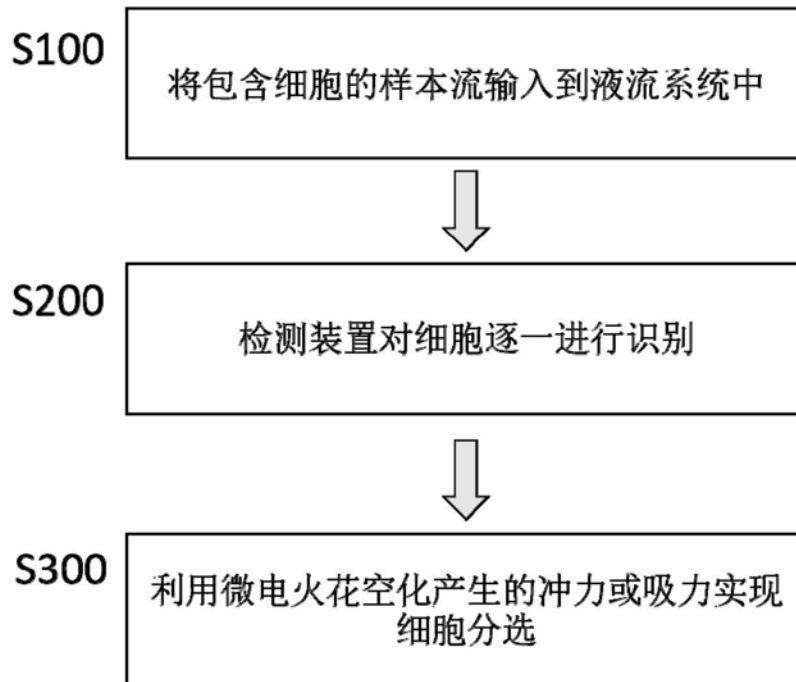 S100
将包含细胞的样本流输入到液流系统中
S200
检测装置对细胞逐一进行识别
S300
利用微电火花空化产生的冲力或吸力实现
细胞分选